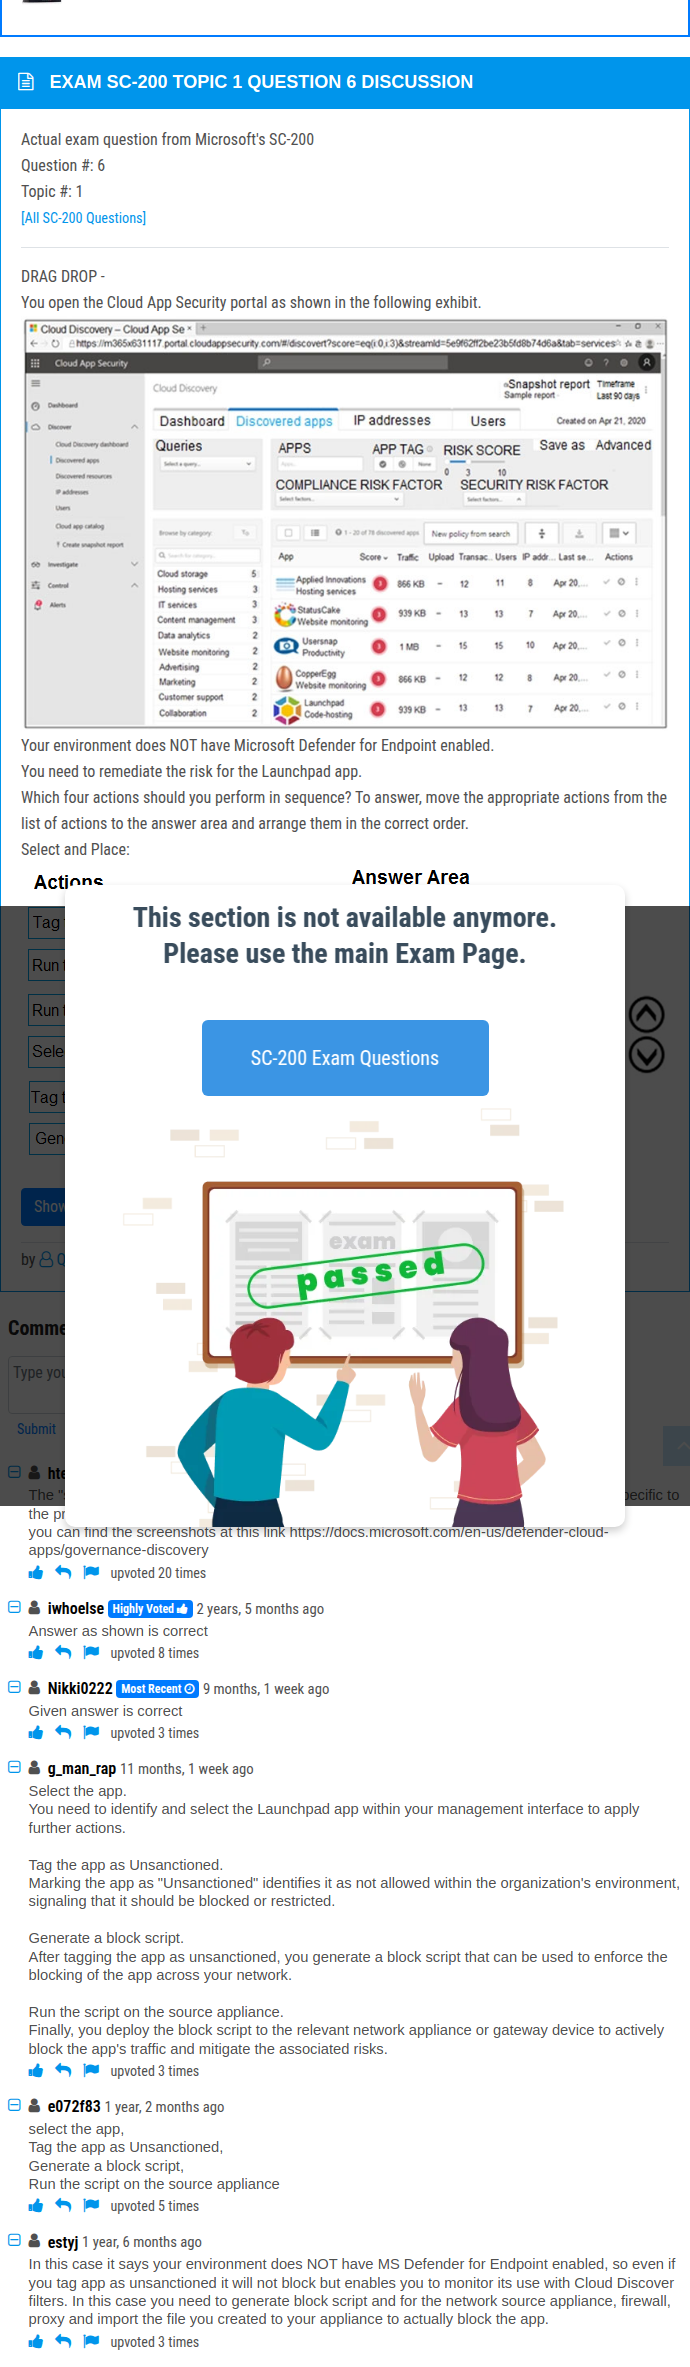 EXAM SC-200 TOPIC 1 QUESTION 6 DISCUSSION
Actual exam question from Microsoft's SC-200
Question #: 6
Topic #: 1
[All SC-200 Questions]
DRAG DROP -
You open the Cloud App Security portal as shown in the following exhibit.
Cloud Discovery – Cloud App Se ×
https://m365x631117.portal.cloudappsecurity.com/#/discovert?score=eq(i:0,i:3)&streamId=5e9f62ff2be23b5fd8b74d6a&tab=services
Cloud App Security
Cloud Discovery
Snapshot report
Sample report
Timeframe
Last 90 days
Dashboard
Discover
Cloud Discovery dashboard
Discovered apps
Discovered resources
IP addresses
Users
Cloud app catalog
Create snapshot report
Investigate
Control
Alerts
Dashboard Discovered apps IP addresses Users Created on Apr 21, 2020
Queries
Select a query...
APPS
Apps...
APP TAG
None
RISK SCORE
0 3 10
Save as Advanced
COMPLIANCE RISK FACTOR SECURITY RISK FACTOR
Select factors... Select factors...
Browse by category:
Search for category...
Cloud storage 5
Hosting services 3
IT services 3
Content management 3
Data analytics 2
Website monitoring 2
Advertising 2
Marketing 2
Customer support 2
Collaboration 2
1 - 20 of 78 discovered apps New policy from search
App Score Traffic Upload Transac... Users IP addr... Last se... Actions
Applied Innovations
Hosting services 3 866 KB – 12 11 8 Apr 20,...
StatusCake
Website monitoring 3 939 KB – 13 13 7 Apr 20,...
Usersnap
Productivity 3 1 MB – 15 15 10 Apr 20,...
CopperEgg
Website monitoring 3 866 KB – 12 12 8 Apr 20,...
Launchpad
Code-hosting 3 939 KB – 13 13 7 Apr 20,...
Your environment does NOT have Microsoft Defender for Endpoint enabled.
You need to remediate the risk for the Launchpad app.
Which four actions should you perform in sequence? To answer, move the appropriate actions from the
list of actions to the answer area and arrange them in the correct order.
Select and Place:
Actions Answer Area
Tag
Run
Run
Sele
Tag
Gen
Show
by
This section is not available anymore.
Please use the main Exam Page.
SC-200 Exam Questions
exam
passed
Comme
Type you
Submit
hte
The
pecific to
the pr
you can find the screenshots at this link https://docs.microsoft.com/en-us/defender-cloud-
apps/governance-discovery
upvoted 20 times
iwhoelse Highly Voted 2 years, 5 months ago
Answer as shown is correct
upvoted 8 times
Nikki0222 Most Recent 9 months, 1 week ago
Given answer is correct
upvoted 3 times
g_man_rap 11 months, 1 week ago
Select the app.
You need to identify and select the Launchpad app within your management interface to apply
further actions.
Tag the app as Unsanctioned.
Marking the app as "Unsanctioned" identifies it as not allowed within the organization's environment,
signaling that it should be blocked or restricted.
Generate a block script.
After tagging the app as unsanctioned, you generate a block script that can be used to enforce the
blocking of the app across your network.
Run the script on the source appliance.
Finally, you deploy the block script to the relevant network appliance or gateway device to actively
block the app's traffic and mitigate the associated risks.
upvoted 3 times
e072f83 1 year, 2 months ago
select the app,
Tag the app as Unsanctioned,
Generate a block script,
Run the script on the source appliance
upvoted 5 times
estyj 1 year, 6 months ago
In this case it says your environment does NOT have MS Defender for Endpoint enabled, so even if
you tag app as unsanctioned it will not block but enables you to monitor its use with Cloud Discover
filters. In this case you need to generate block script and for the network source appliance, firewall,
proxy and import the file you created to your appliance to actually block the app.
upvoted 3 times